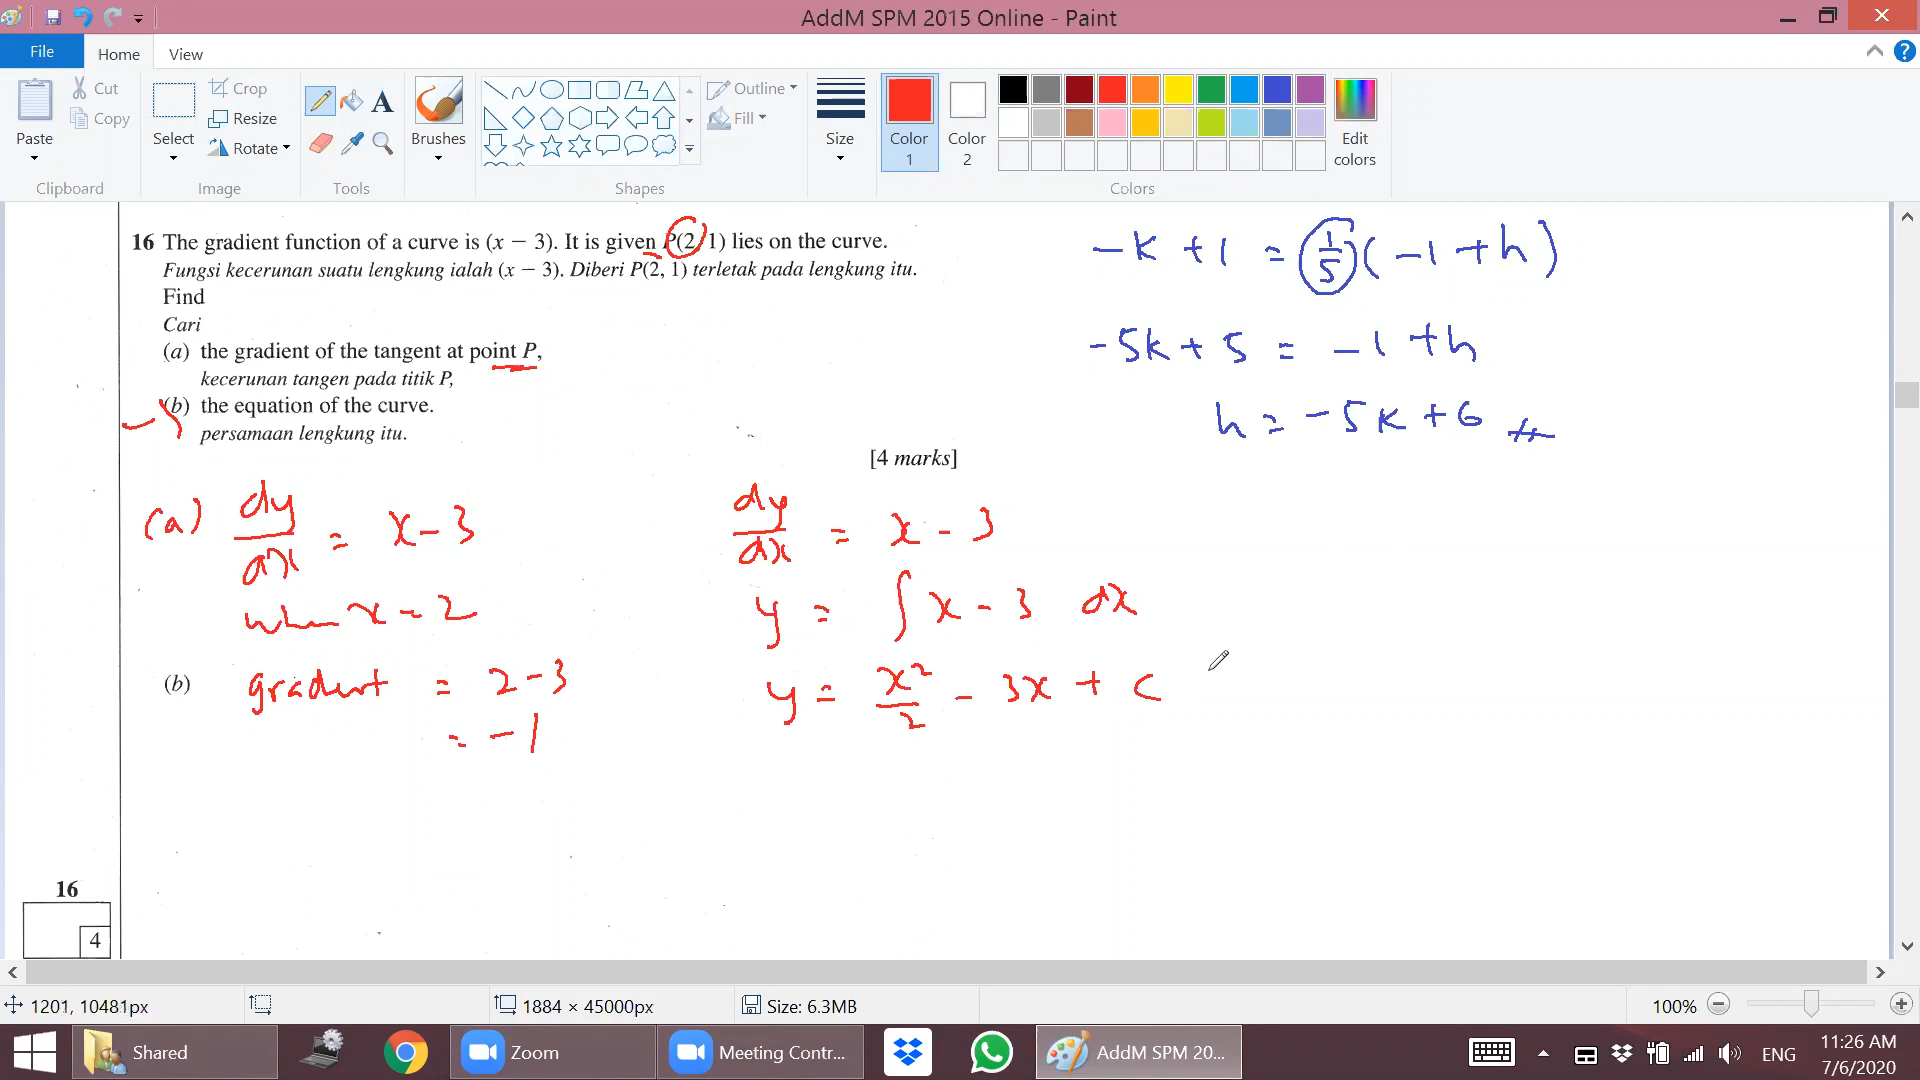 AddM SPM 2015 Online - Paint
File
Home
View
Paste
Cut
Copy
Clipboard
Select
Crop
Resize
Rotate
Image
A
Tools
Brushes
Outline
Fill
Shapes
Size
Color 1
Color 2
Edit colors
Colors
16 The gradient function of a curve is (x − 3). It is given P(2, 1) lies on the curve.
Fungsi kecerunan suatu lengkung ialah (x − 3). Diberi P(2, 1) terletak pada lengkung itu.
Find
Cari
(a) the gradient of the tangent at point P,
kecerunan tangen pada titik P,
(b) the equation of the curve.
persamaan lengkung itu.
[4 marks]
-k + 1 = 1/5 (-1 + h)
-5k + 5 = -1 + h
h = -5k + 6
(a) dy/dx = x - 3
when x = 2
(b) gradient = 2 - 3
= -1
dy/dx = x - 3
y = ∫ x - 3 dx
y = x²/2 - 3x + c
16
4
1201, 10481px
1884 × 45000px
Size: 6.3MB
100%
Shared
Zoom
Meeting Contr...
AddM SPM 20...
ENG
11:26 AM
7/6/2020